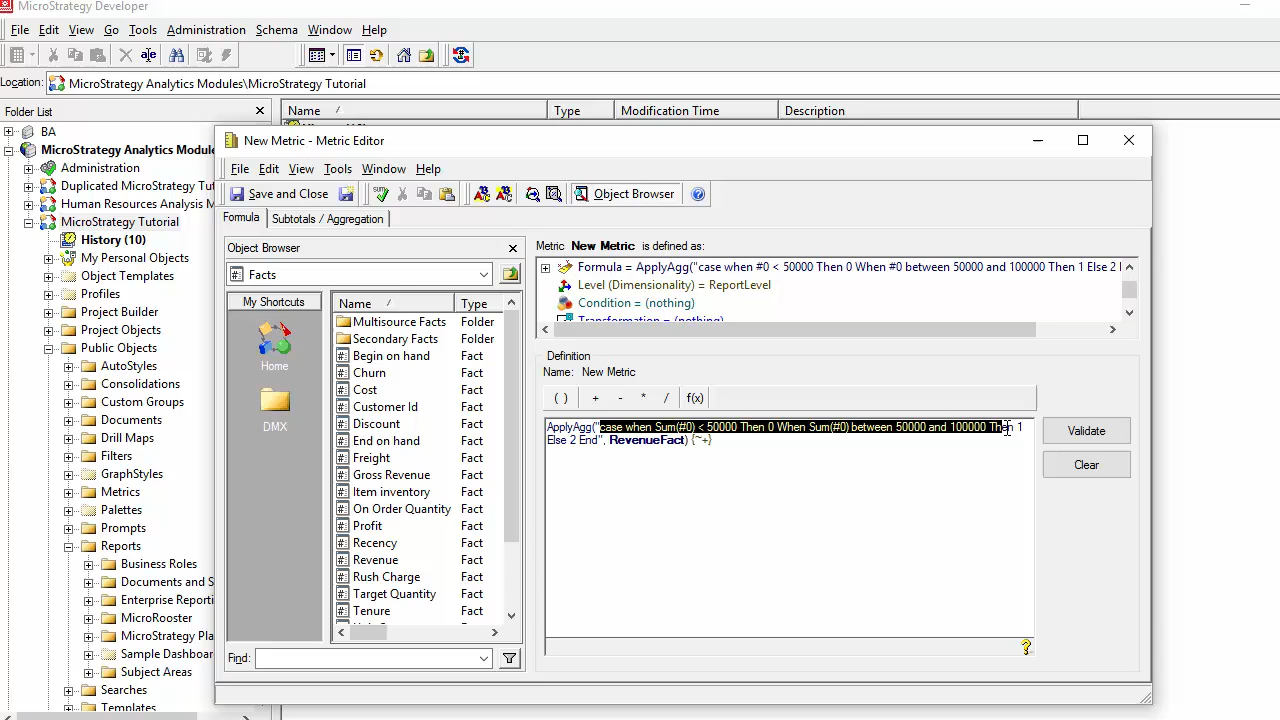 MicroStrategy Developer
File Edit View Go Tools Administration Schema Window Help
Location: MicroStrategy Analytics Modules\MicroStrategy Tutorial
Folder List
Name Type Modification Time Description
BA
MicroStrategy Analytics Module
Administration
Duplicated MicroStrategy Tut
Human Resources Analysis M
MicroStrategy Tutorial
History (10)
My Personal Objects
Object Templates
Profiles
Project Builder
Project Objects
Public Objects
AutoStyles
Consolidations
Custom Groups
Documents
Drill Maps
Filters
GraphStyles
Metrics
Palettes
Prompts
Reports
Business Roles
Documents and S
Enterprise Reporti
MicroRooster
MicroStrategy Pla
Sample Dashboar
Subject Areas
Searches
Templates
New Metric - Metric Editor
File Edit View Tools Window Help
Save and Close Object Browser
Formula Subtotals / Aggregation
Object Browser
Facts
My Shortcuts
Home
DMX
Name Type
Multisource Facts Folder
Secondary Facts Folder
Begin on hand Fact
Churn Fact
Cost Fact
Customer Id Fact
Discount Fact
End on hand Fact
Freight Fact
Gross Revenue Fact
Item inventory Fact
On Order Quantity Fact
Profit Fact
Recency Fact
Revenue Fact
Rush Charge Fact
Target Quantity Fact
Tenure Fact
Find:
Metric New Metric is defined as:
Formula = ApplyAgg("case when #0 < 50000 Then 0 When #0 between 50000 and 100000 Then 1 Else 2 E
Level (Dimensionality) = ReportLevel
Condition = (nothing)
Transformation = (nothing)
Definition
Name: New Metric
( ) + - * / f(x)
ApplyAgg("case when Sum(#0) < 50000 Then 0 When Sum(#0) between 50000 and 100000 Then 1
Else 2 End", RevenueFact) {~+}
Validate
Clear